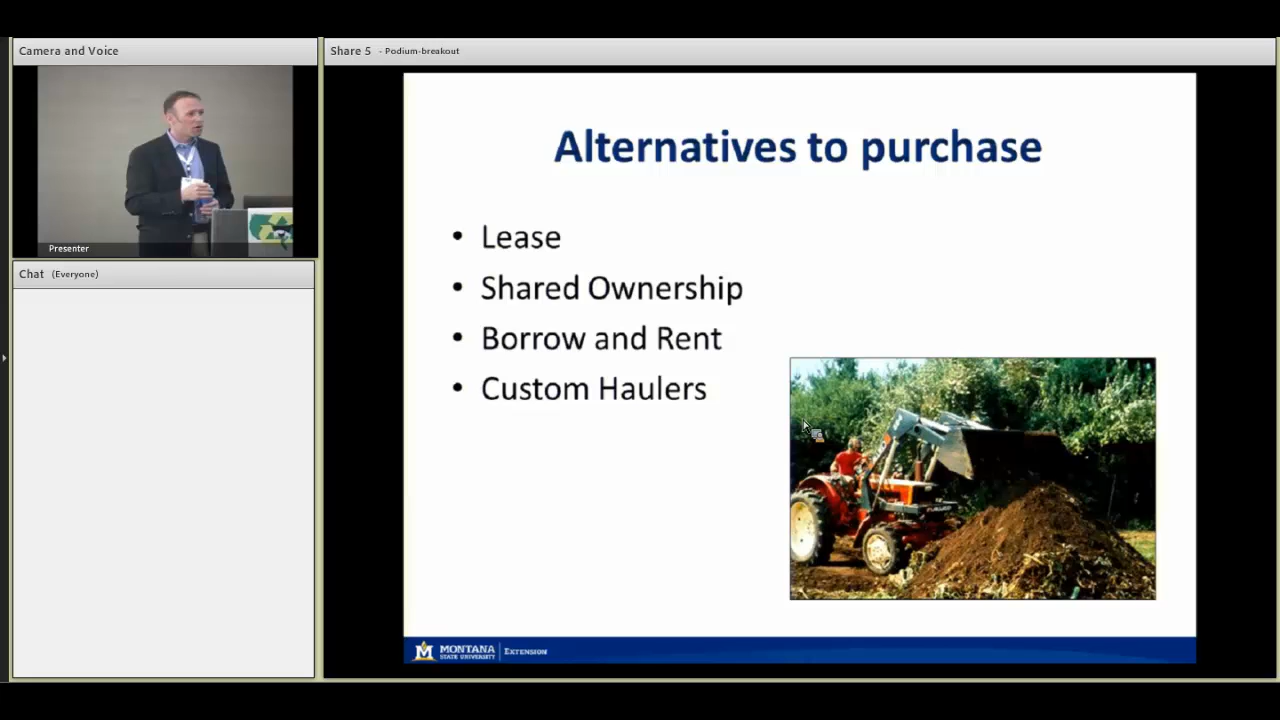 Camera and Voice
Presenter
Chat (Everyone)
Share 5 - Podium-breakout
Alternatives to purchase
• Lease
• Shared Ownership
• Borrow and Rent
• Custom Haulers
M MONTANA STATE UNIVERSITY | EXTENSION